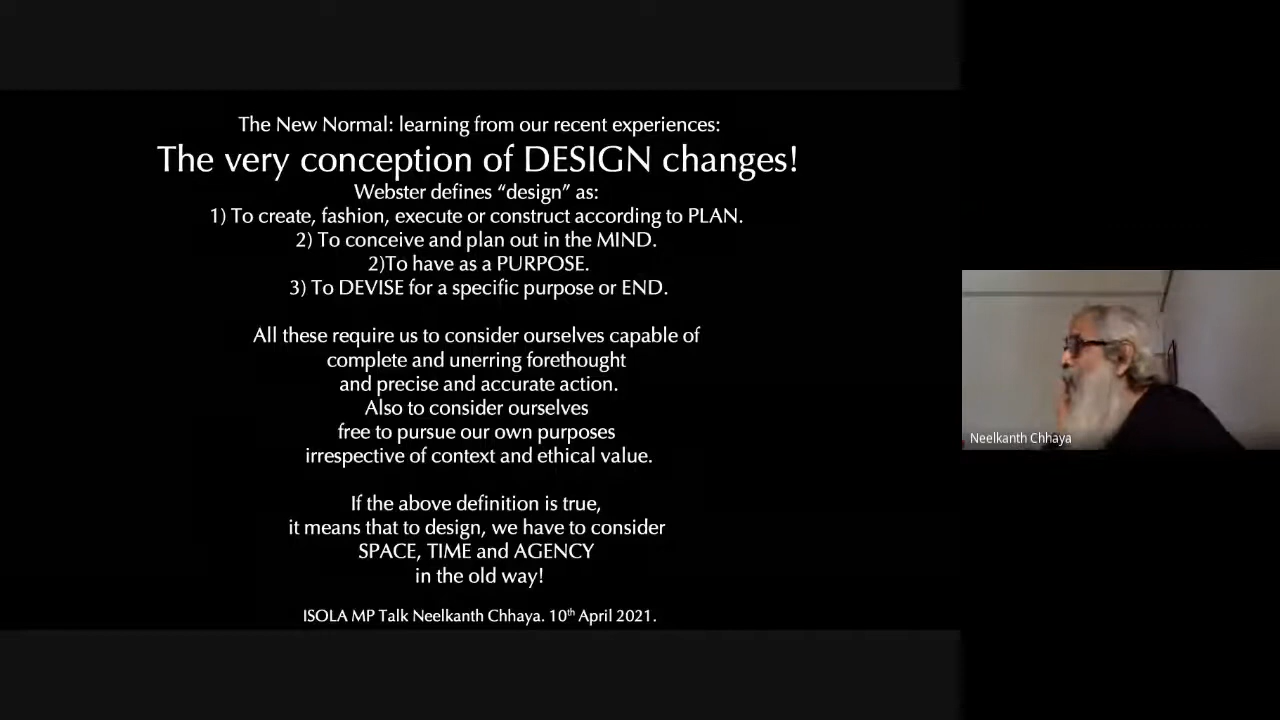 The New Normal: learning from our recent experiences:
The very conception of DESIGN changes!
Webster defines “design” as:
1) To create, fashion, execute or construct according to PLAN.
2) To conceive and plan out in the MIND.
2)To have as a PURPOSE.
3) To DEVISE for a specific purpose or END.
All these require us to consider ourselves capable of
complete and unerring forethought
and precise and accurate action.
Also to consider ourselves
free to pursue our own purposes
irrespective of context and ethical value.
If the above definition is true,
it means that to design, we have to consider
SPACE, TIME and AGENCY
in the old way!
ISOLA MP Talk Neelkanth Chhaya. 10th April 2021.
Neelkanth Chhaya